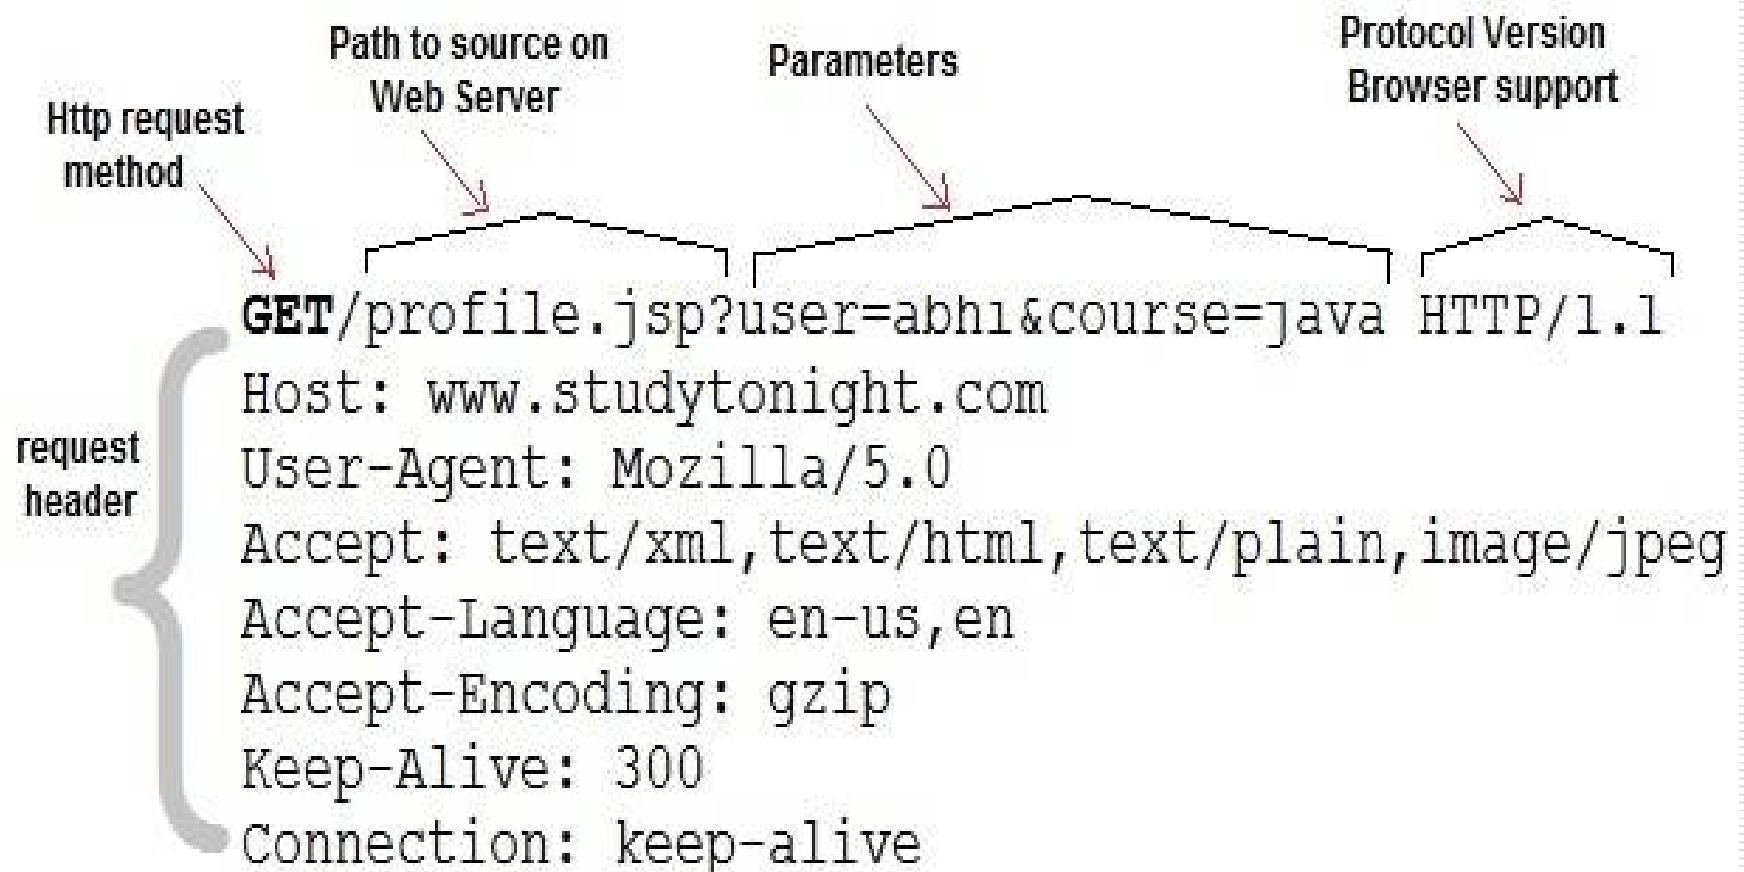 Http request
method
Path to source on
Web Server
Parameters
Protocol Version
Browser support
GET/profile.jsp?user=abhi&course=java HTTP/1.1
request
header
Host: www.studytonight.com
User-Agent: Mozilla/5.0
Accept: text/xml,text/html,text/plain,image/jpeg
Accept-Language: en-us,en
Accept-Encoding: gzip
Keep-Alive: 300
Connection: keep-alive